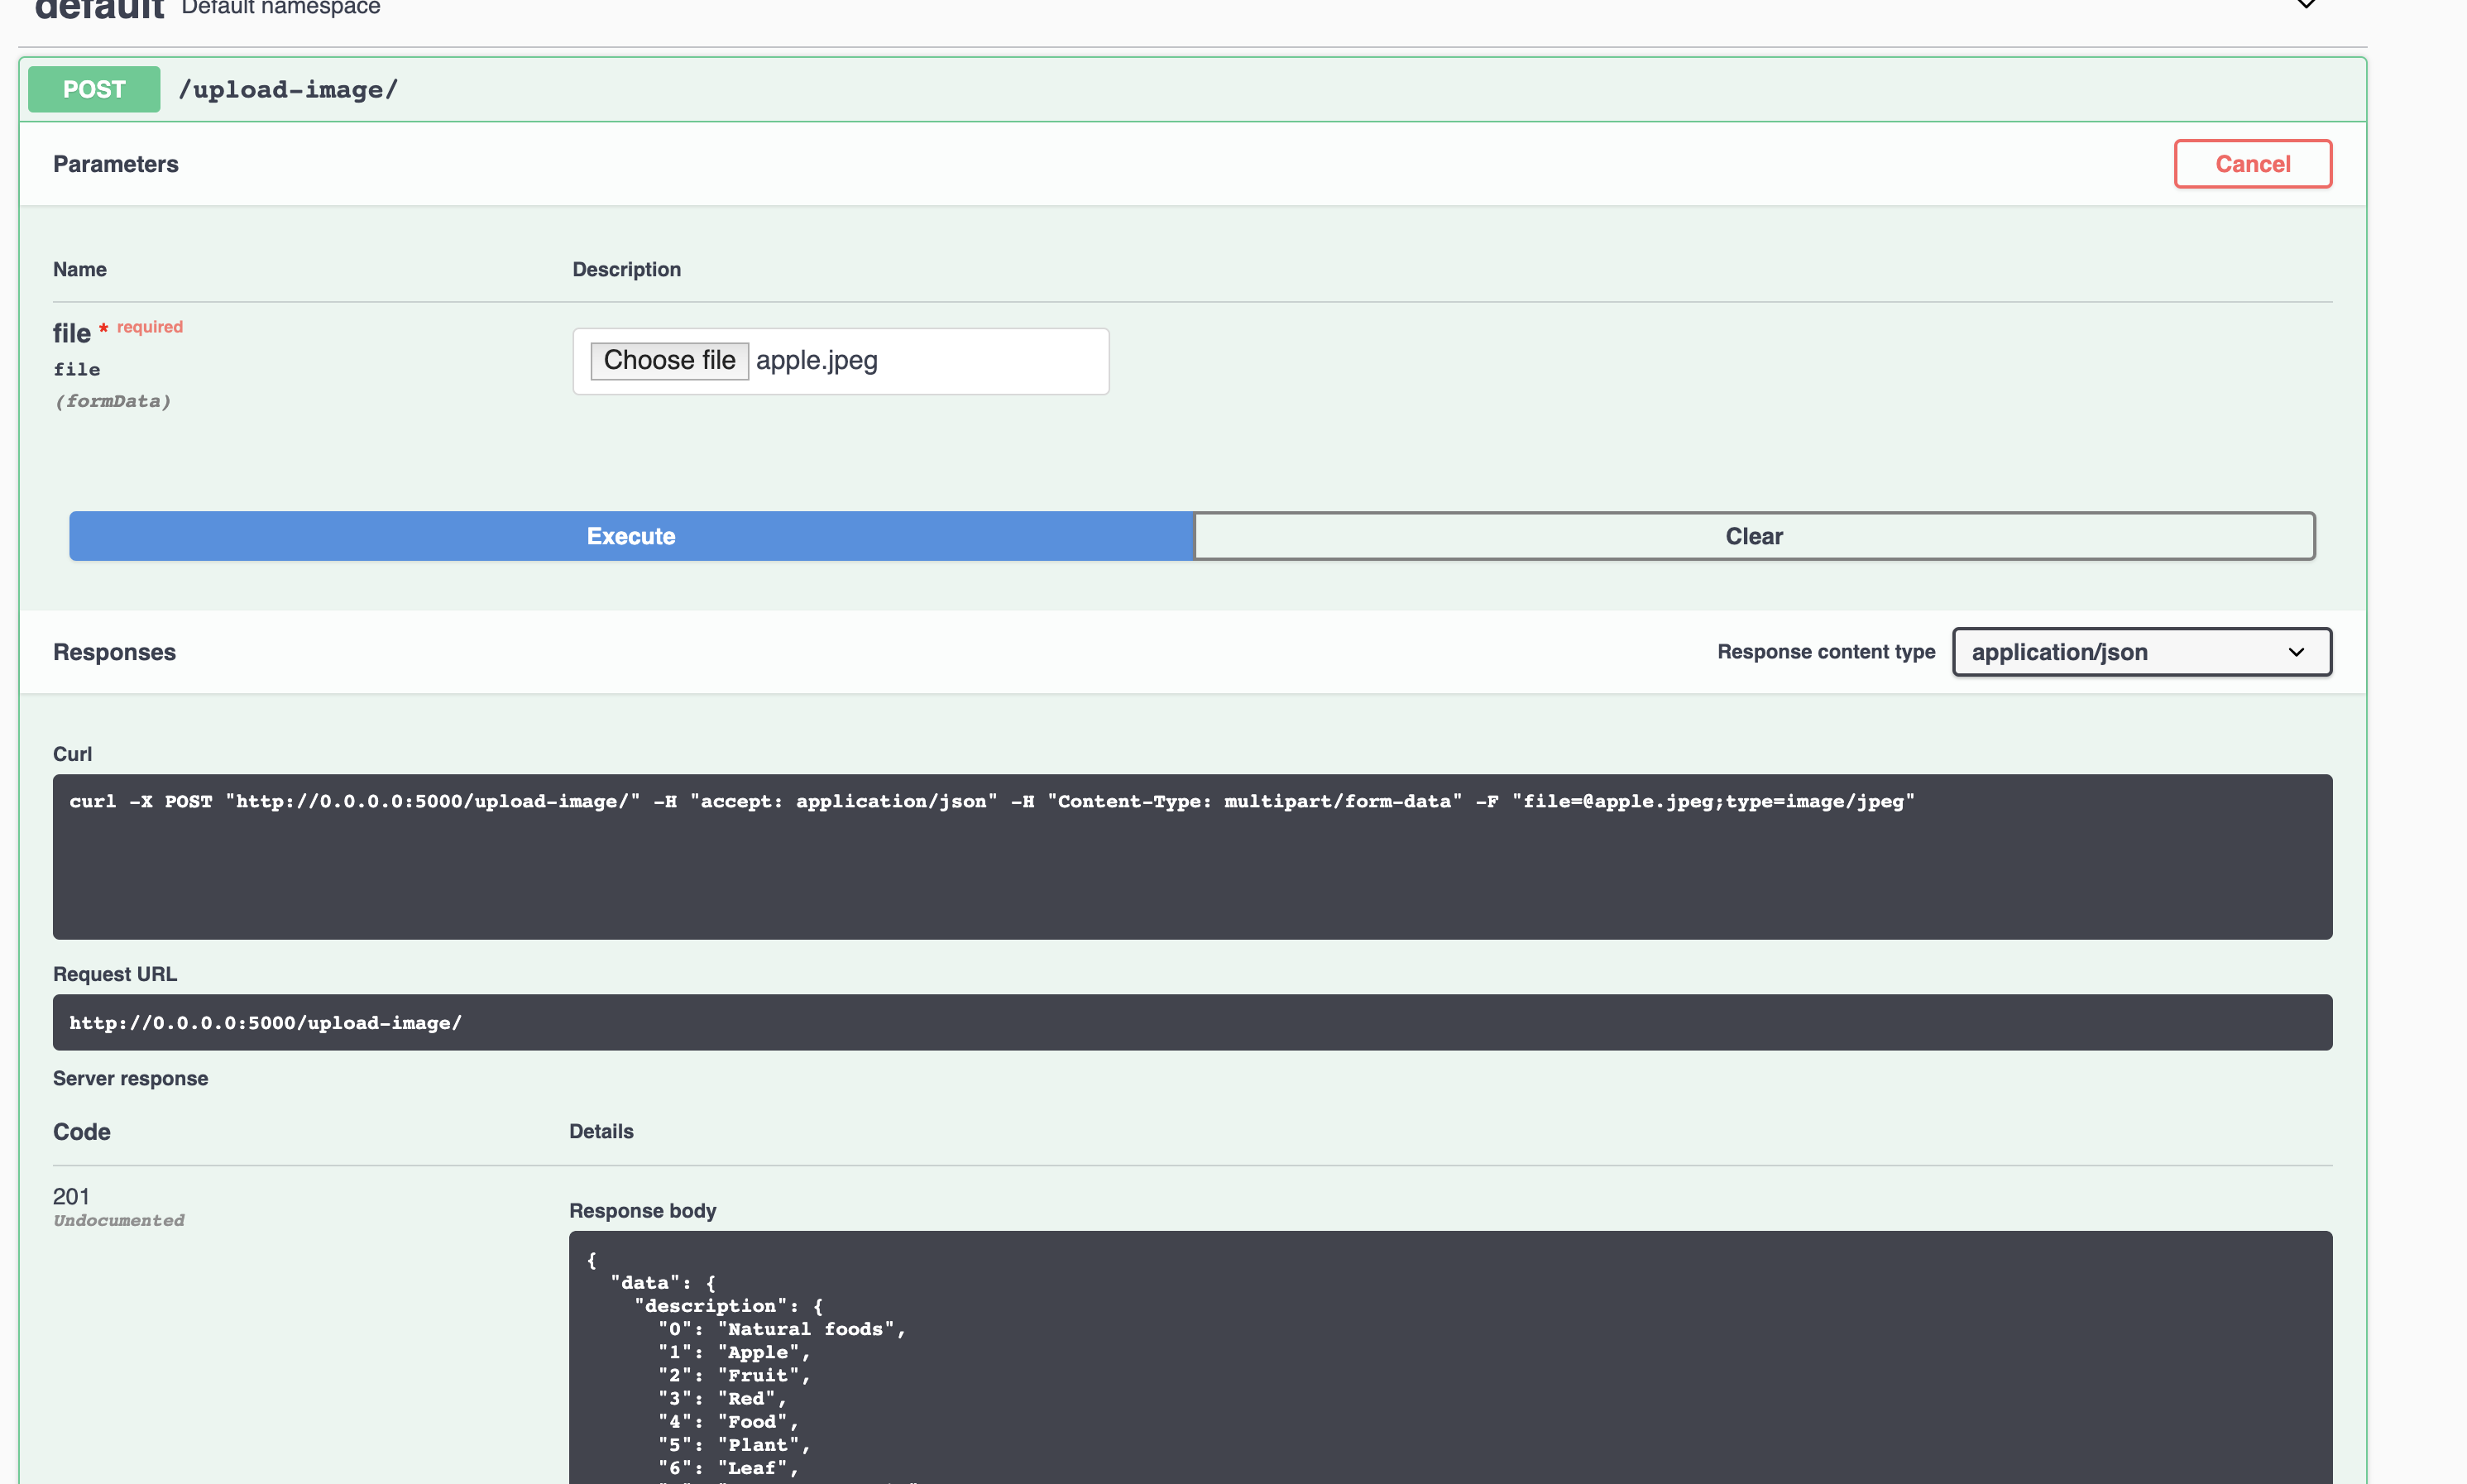 default Default namespace
POST /upload-image/
Parameters Cancel
Name Description
file * required
file
(formData)
Choose file apple.jpeg
Execute Clear
Responses Response content type application/json
Curl
curl -X POST "http://0.0.0.0:5000/upload-image/" -H "accept: application/json" -H "Content-Type: multipart/form-data" -F "file=@apple.jpeg;type=image/jpeg"
Request URL
http://0.0.0.0:5000/upload-image/
Server response
Code Details
201
Undocumented
Response body
{
"data": {
"description": {
"0": "Natural foods",
"1": "Apple",
"2": "Fruit",
"3": "Red",
"4": "Food",
"5": "Plant",
"6": "Leaf",